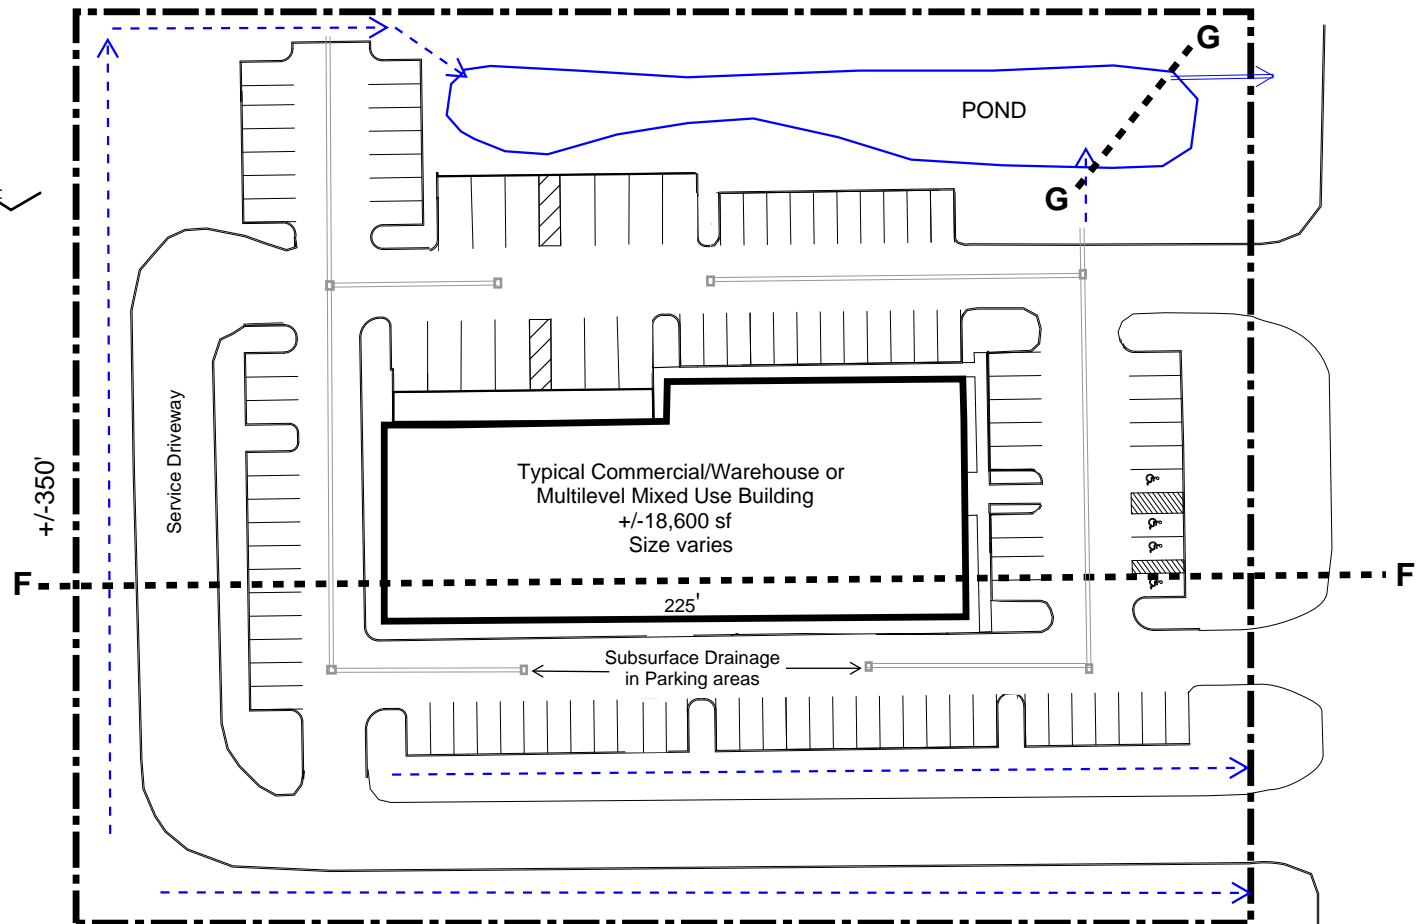 G
POND
G
Service Driveway
+/-350'
Typical Commercial/Warehouse or
Multilevel Mixed Use Building
+/-18,600 sf
Size varies
F
F
225'
Subsurface Drainage
in Parking areas